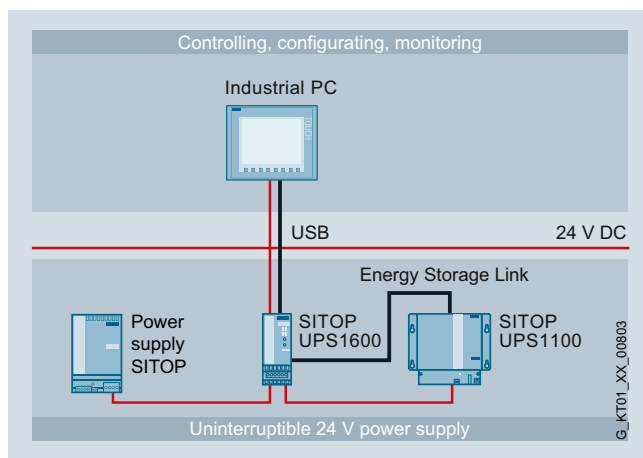 Controlling, configurating, monitoring
Industrial PC
USB
24 V DC
Energy Storage Link
Power
supply
SITOP
SITOP
UPS1600
SITOP
UPS1100
Uninterruptible 24 V power supply
G_KT01_XX_00803